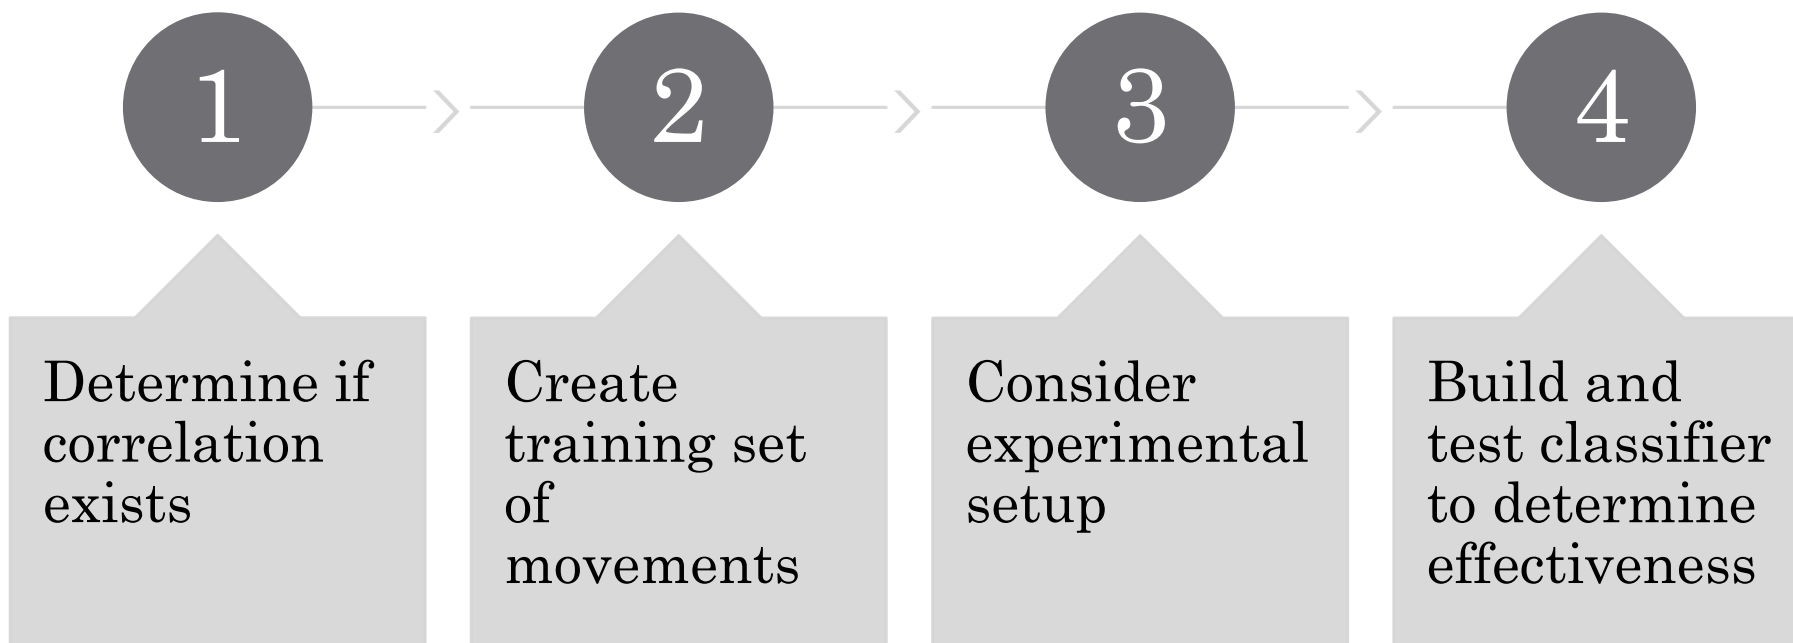 1
2
3
4
Determine if
correlation
exists
Create
training set
of
movements
Consider
experimental
setup
Build and
test classifier
to determine
effectiveness